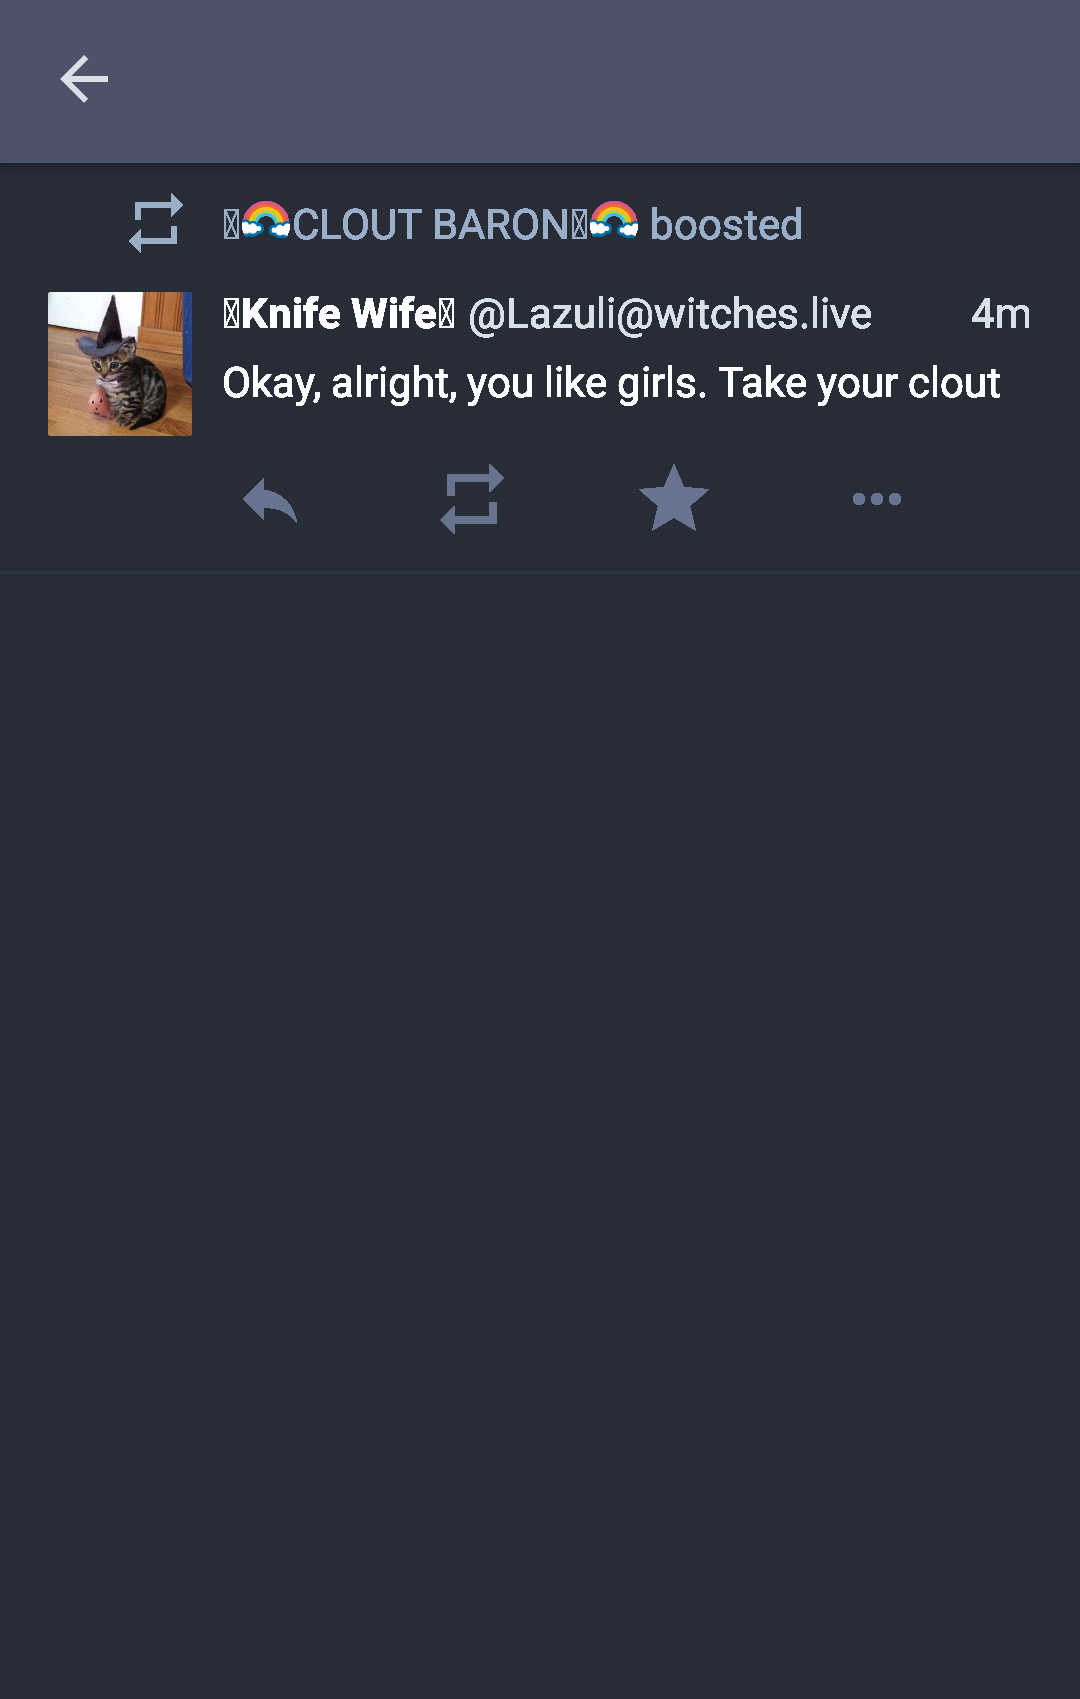 🌈CLOUT BARON🌈 boosted
Knife Wife @Lazuli@witches.live 4m
Okay, alright, you like girls. Take your clout